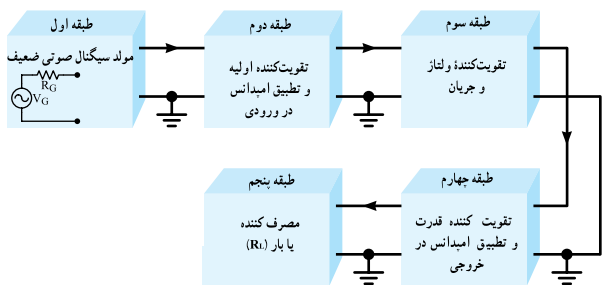 طبقه اول
مولد سیگنال صوتی ضعیف
RG
VG
طبقه دوم
تقویت‌کننده اولیه
و تطبیق امپدانس
در ورودی
طبقه سوم
تقویت‌کنندهٔ ولتاژ
و جریان
طبقه چهارم
تقویت کننده قدرت
و تطبیق امپدانس در
خروجی
طبقه پنجم
مصرف کننده
یا بار (RL)